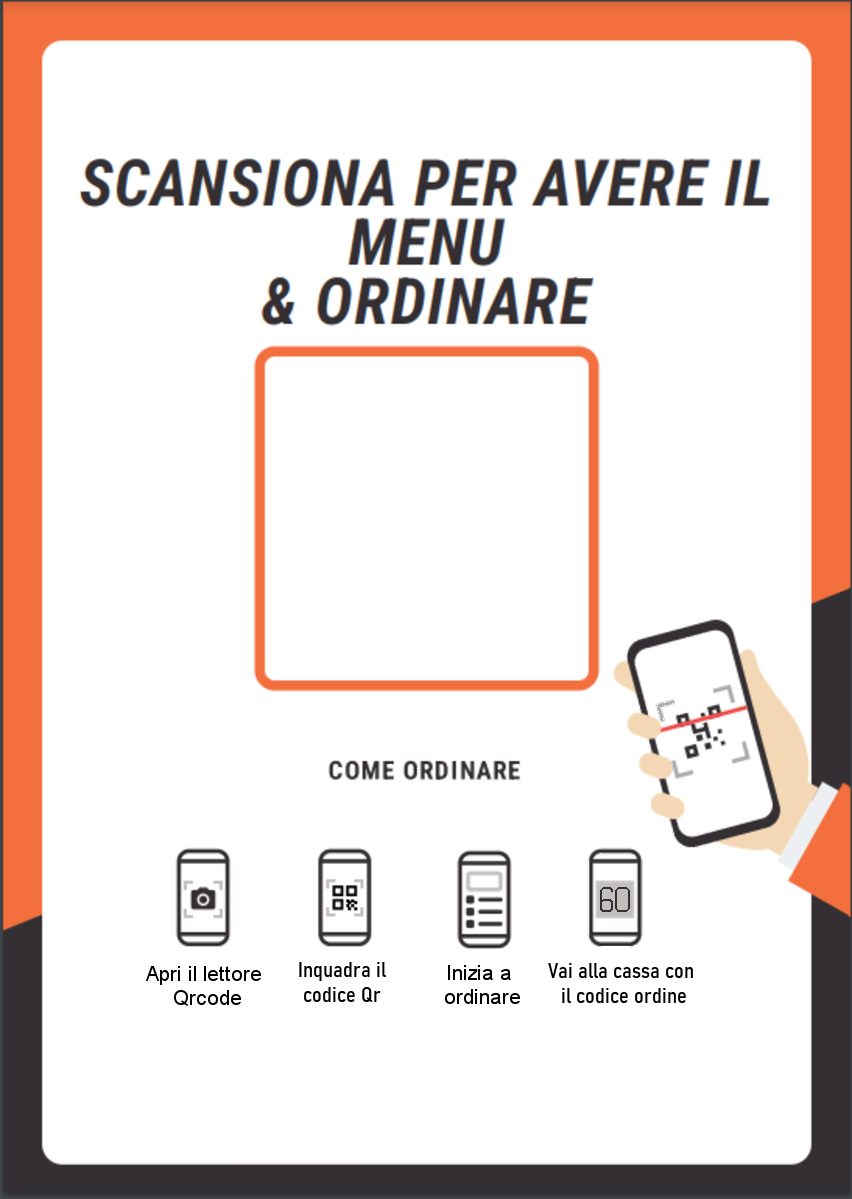 SCANSIONA PER AVERE IL
MENU
& ORDINARE
COME ORDINARE
60
Apri il lettore
Qrcode
Inquadra il
codice Qr
Inizia a
ordinare
Vai alla cassa con
il codice ordine